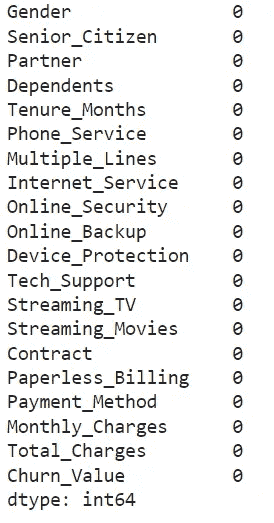 Gender 0
Senior_Citizen 0
Partner 0
Dependents 0
Tenure_Months 0
Phone_Service 0
Multiple_Lines 0
Internet_Service 0
Online_Security 0
Online_Backup 0
Device_Protection 0
Tech_Support 0
Streaming_TV 0
Streaming_Movies 0
Contract 0
Paperless_Billing 0
Payment_Method 0
Monthly_Charges 0
Total_Charges 0
Churn_Value 0
dtype: int64